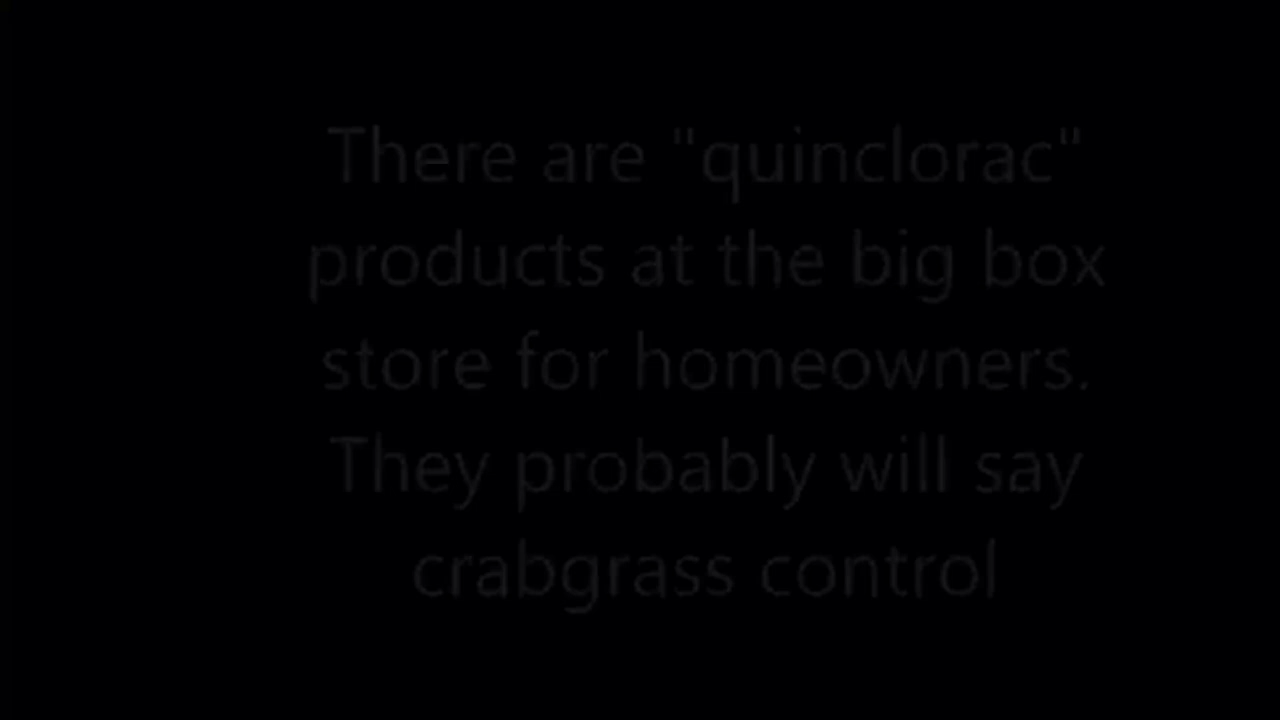 There are "quinclorac"
products at the big box
store for homeowners.
They probably will say
crabgrass control